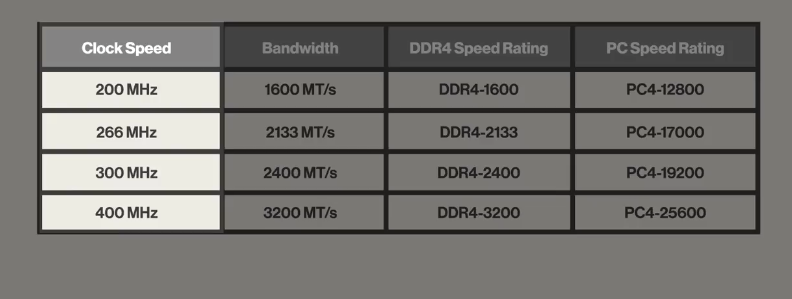 Clock Speed Bandwidth DDR4 Speed Rating PC Speed Rating
200 MHz 1600 MT/s DDR4-1600 PC4-12800
266 MHz 2133 MT/s DDR4-2133 PC4-17000
300 MHz 2400 MT/s DDR4-2400 PC4-19200
400 MHz 3200 MT/s DDR4-3200 PC4-25600